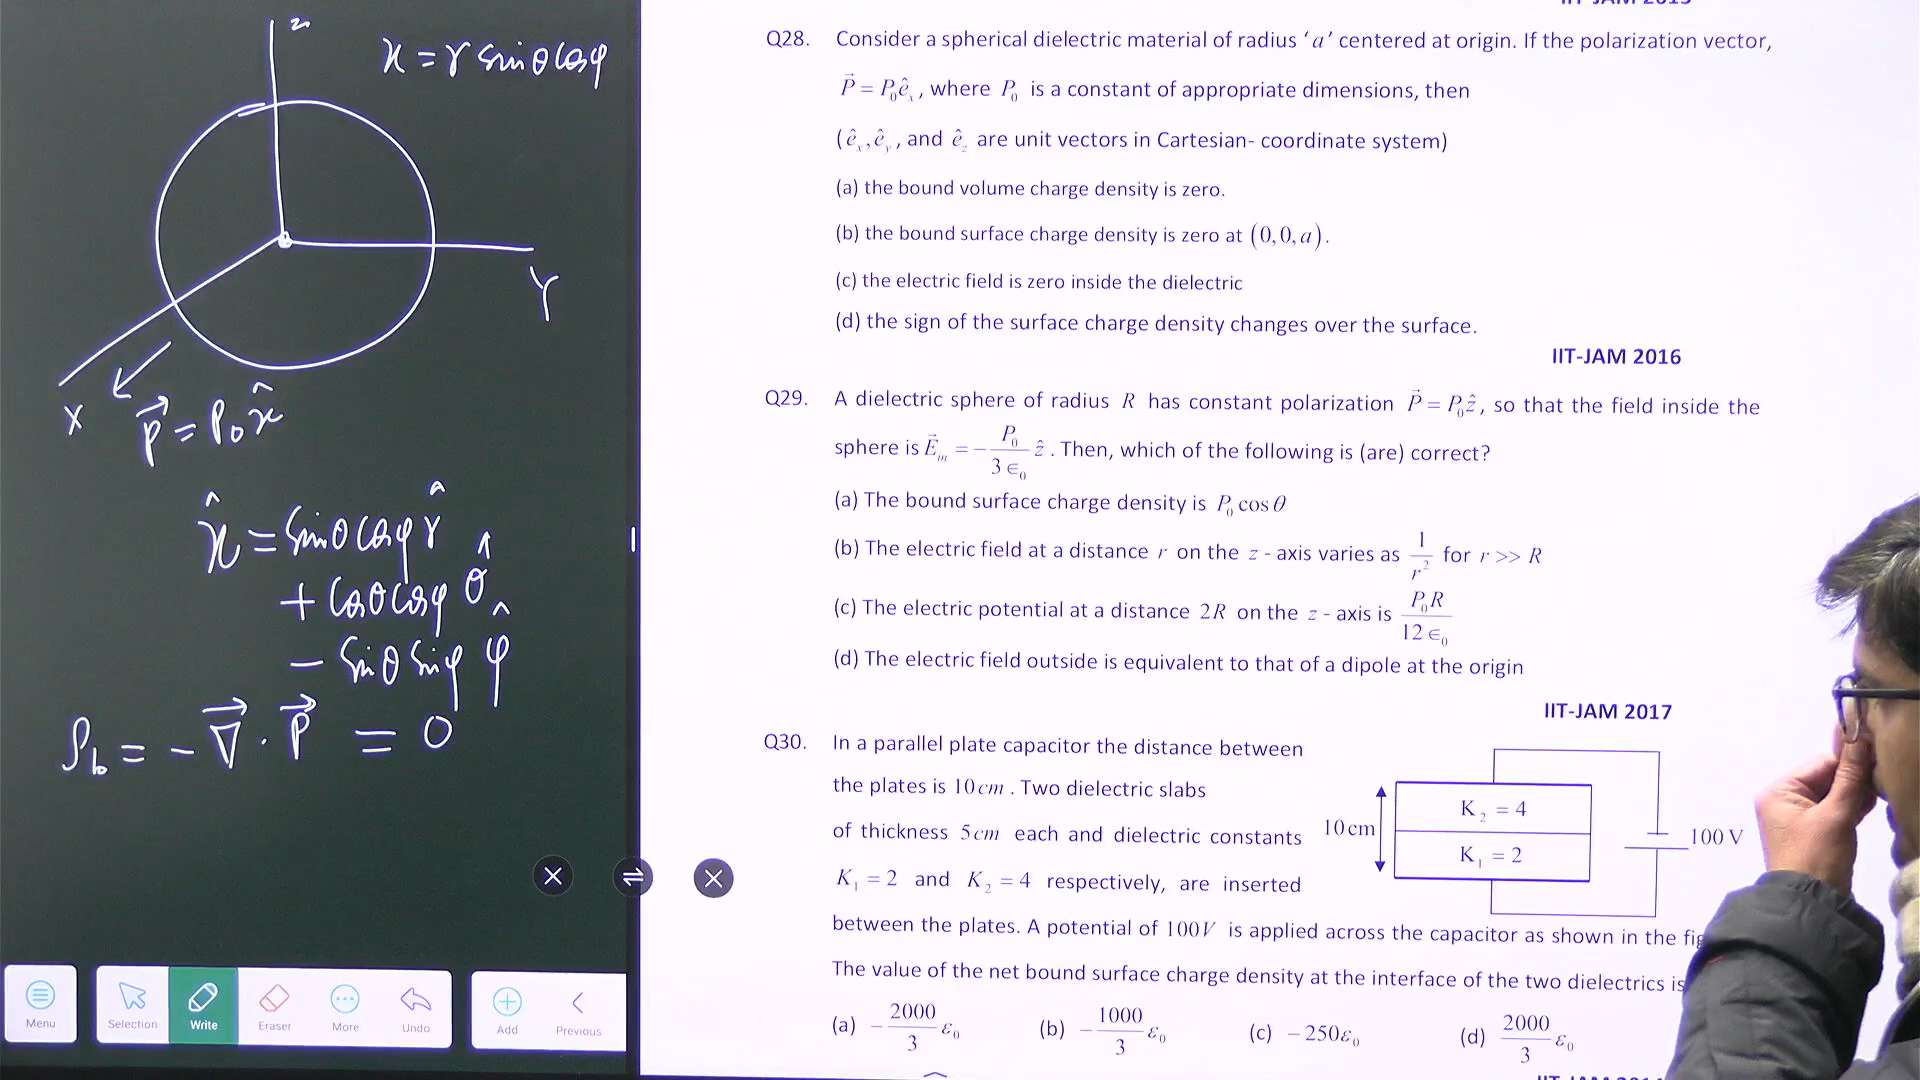 z
x = r sinθ cosφ
Y
X
P⃗ = P₀ x̂
x̂ = sinθ cosφ r̂
+ cosθ cosφ θ̂
− sinθ sinφ φ̂
ρb = − ∇⃗ · P⃗ = 0
Menu
Selection
Write
Eraser
More
Undo
Add
Previous
Q28. Consider a spherical dielectric material of radius ‘a’ centered at origin. If the polarization vector,
P⃗ = P₀êₓ, where P₀ is a constant of appropriate dimensions, then
(êₓ, ê_y, and ê_z are unit vectors in Cartesian- coordinate system)
(a) the bound volume charge density is zero.
(b) the bound surface charge density is zero at (0,0,a).
(c) the electric field is zero inside the dielectric
(d) the sign of the surface charge density changes over the surface.
IIT-JAM 2016
Q29. A dielectric sphere of radius R has constant polarization P⃗ = P₀ẑ, so that the field inside the
sphere is E⃗_in = − P₀/3∈₀ ẑ. Then, which of the following is (are) correct?
(a) The bound surface charge density is P₀ cosθ
(b) The electric field at a distance r on the z - axis varies as 1/r² for r >> R
(c) The electric potential at a distance 2R on the z - axis is P₀R/12∈₀
(d) The electric field outside is equivalent to that of a dipole at the origin
IIT-JAM 2017
Q30. In a parallel plate capacitor the distance between
the plates is 10cm. Two dielectric slabs
of thickness 5cm each and dielectric constants
K₁ = 2 and K₂ = 4 respectively, are inserted
between the plates. A potential of 100V is applied across the capacitor as shown in the
The value of the net bound surface charge density at the interface of the two dielectrics is
(a) − 2000/3 ε₀ (b) − 1000/3 ε₀ (c) − 250ε₀ (d) 2000/3 ε₀
10cm
K₂ = 4
K₁ = 2
100 V